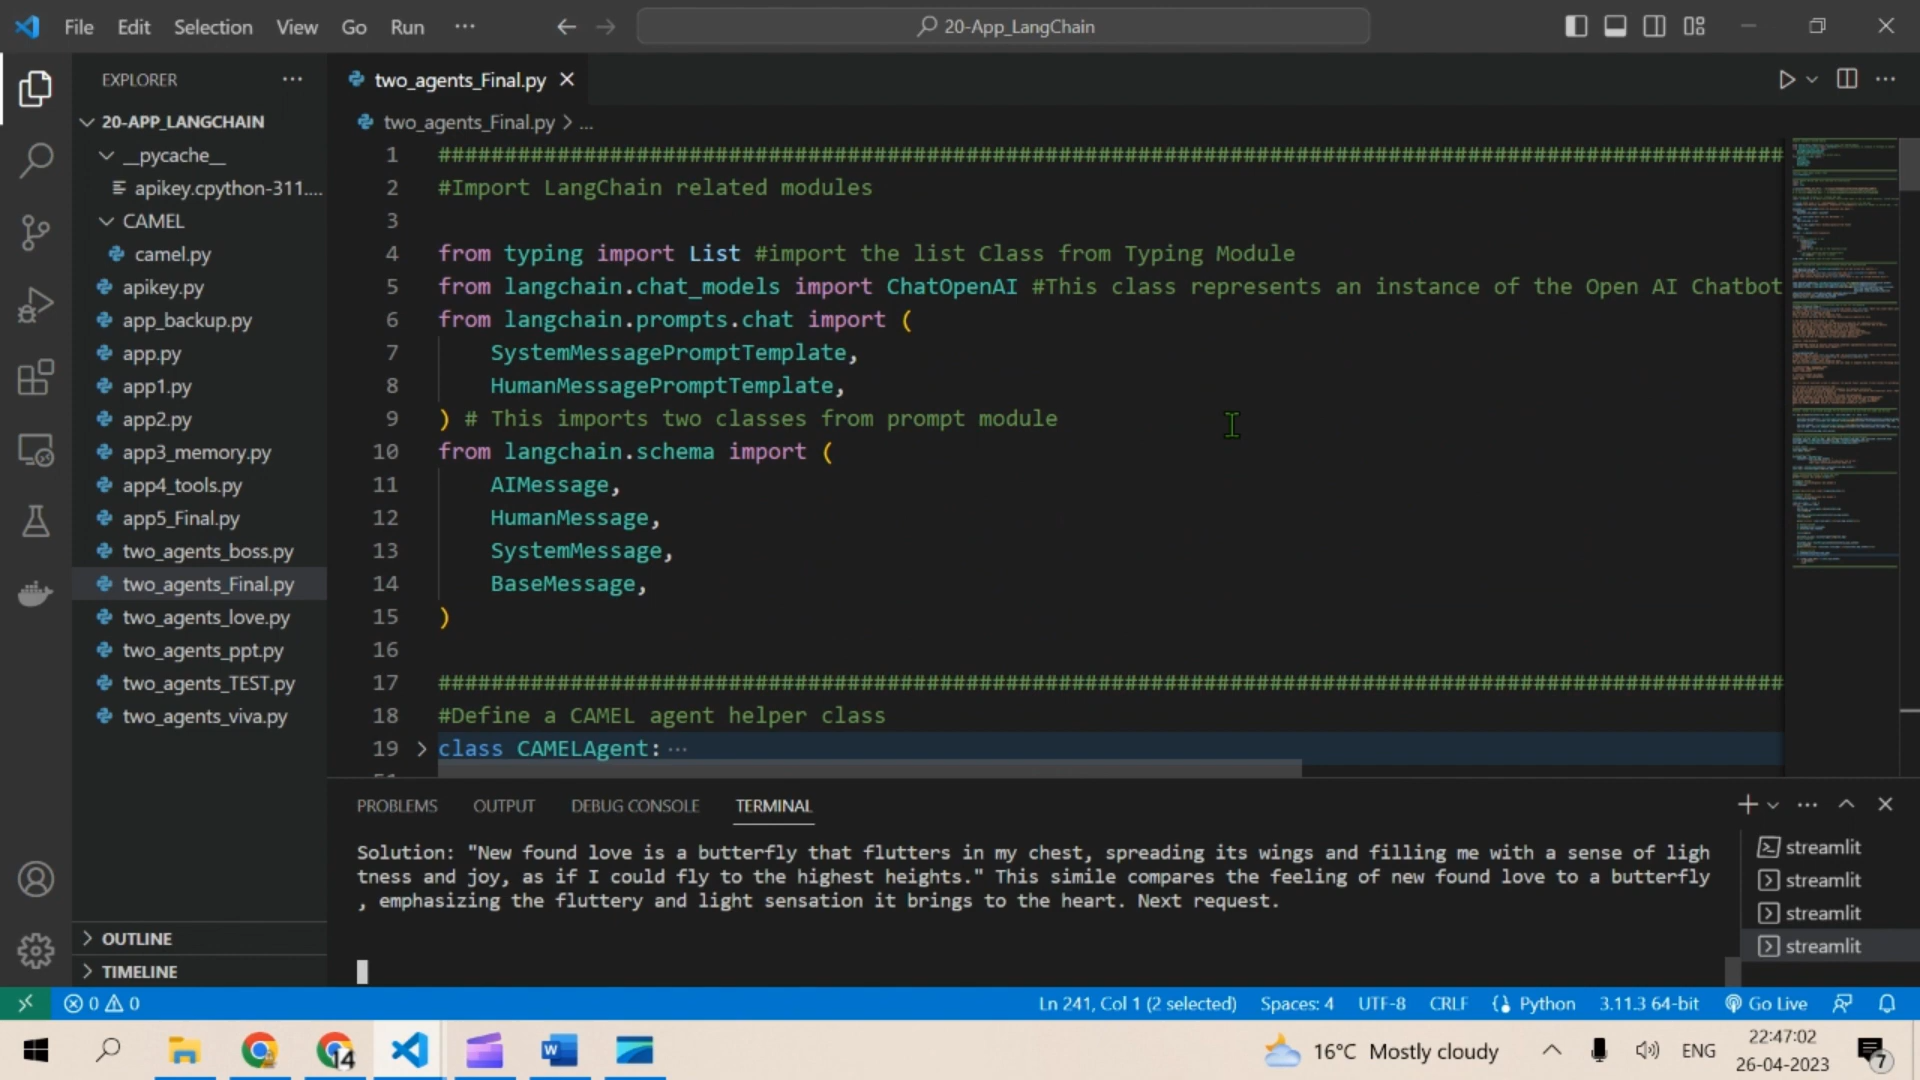 File Edit Selection View Go Run ···
20-App_LangChain
EXPLORER ···
20-APP_LANGCHAIN
__pycache__
apikey.cpython-311....
CAMEL
camel.py
apikey.py
app_backup.py
app.py
app1.py
app2.py
app3_memory.py
app4_tools.py
app5_Final.py
two_agents_boss.py
two_agents_Final.py
two_agents_love.py
two_agents_ppt.py
two_agents_TEST.py
two_agents_viva.py
OUTLINE
TIMELINE
two_agents_Final.py
two_agents_Final.py > ...
1 ######################################################################################################
2 #Import LangChain related modules
3
4 from typing import List #import the list Class from Typing Module
5 from langchain.chat_models import ChatOpenAI #This class represents an instance of the Open AI Chatbot
6 from langchain.prompts.chat import (
7 SystemMessagePromptTemplate,
8 HumanMessagePromptTemplate,
9 ) # This imports two classes from prompt module
10 from langchain.schema import (
11 AIMessage,
12 HumanMessage,
13 SystemMessage,
14 BaseMessage,
15 )
16
17 ######################################################################################################
18 #Define a CAMEL agent helper class
19 class CAMELAgent: ···
PROBLEMS OUTPUT DEBUG CONSOLE TERMINAL
Solution: "New found love is a butterfly that flutters in my chest, spreading its wings and filling me with a sense of ligh
tness and joy, as if I could fly to the highest heights." This simile compares the feeling of new found love to a butterfly
, emphasizing the fluttery and light sensation it brings to the heart. Next request.
streamlit
streamlit
streamlit
streamlit
0 0 Ln 241, Col 1 (2 selected) Spaces: 4 UTF-8 CRLF Python 3.11.3 64-bit Go Live
14
16°C Mostly cloudy
ENG
22:47:02
26-04-2023
7